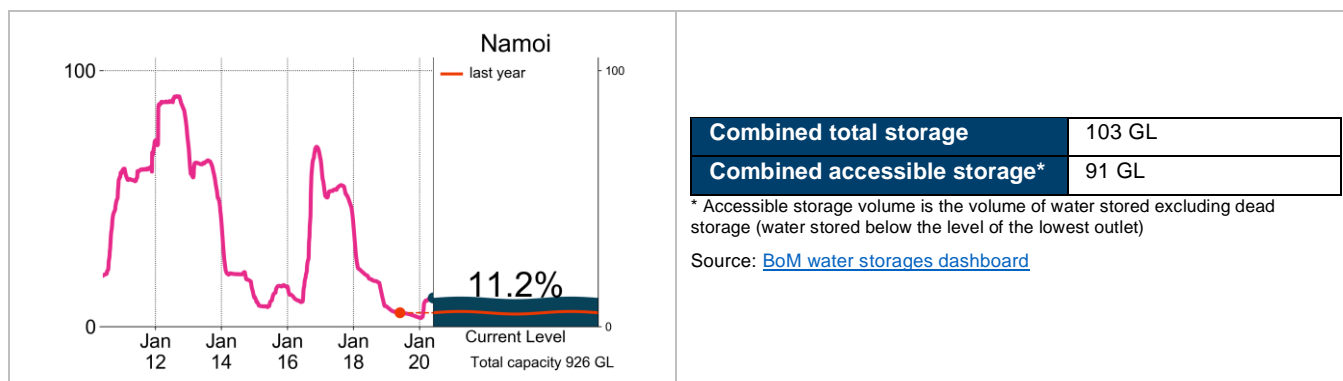 Namoi
100
100
last year
11.2%
0
0
Jan 12
Jan 14
Jan 16
Jan 18
Jan 20
Current Level
Total capacity 926 GL
Combined total storage 103 GL
Combined accessible storage* 91 GL
* Accessible storage volume is the volume of water stored excluding dead
storage (water stored below the level of the lowest outlet)
Source: BoM water storages dashboard